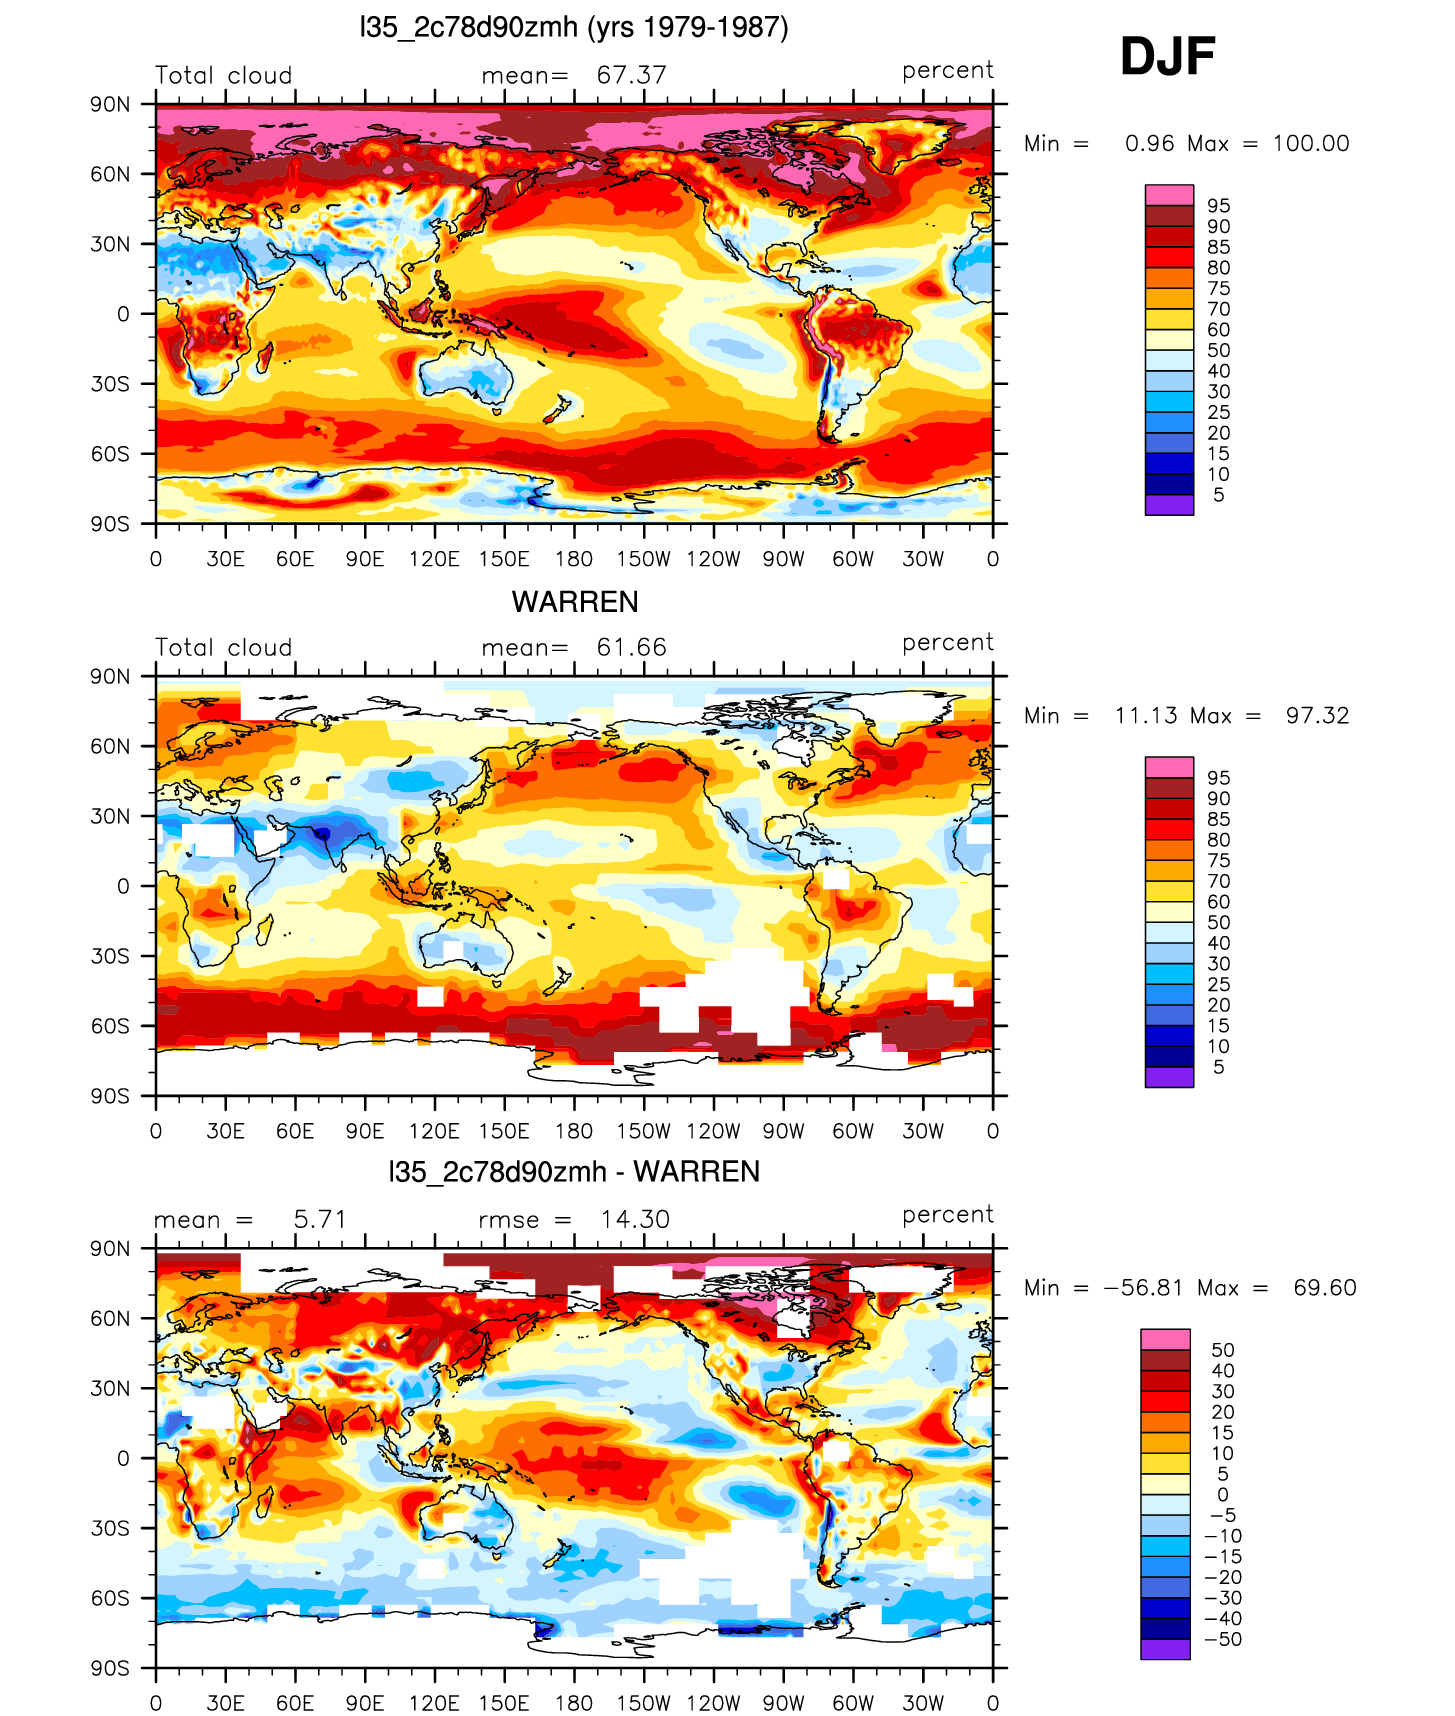 l35_2c78d90zmh (yrs 1979-1987)
DJF
Total cloud mean= 67.37 percent
Min = 0.96 Max = 100.00
90N
60N
30N
0
30S
60S
90S
0 30E 60E 90E 120E 150E 180 150W 120W 90W 60W 30W 0
95
90
85
80
75
70
60
50
40
30
25
20
15
10
5
WARREN
Total cloud mean= 61.66 percent
Min = 11.13 Max = 97.32
90N
60N
30N
0
30S
60S
90S
0 30E 60E 90E 120E 150E 180 150W 120W 90W 60W 30W 0
95
90
85
80
75
70
60
50
40
30
25
20
15
10
5
l35_2c78d90zmh - WARREN
mean = 5.71 rmse = 14.30 percent
Min = −56.81 Max = 69.60
90N
60N
30N
0
30S
60S
90S
0 30E 60E 90E 120E 150E 180 150W 120W 90W 60W 30W 0
50
40
30
20
15
10
5
0
−5
−10
−15
−20
−30
−40
−50